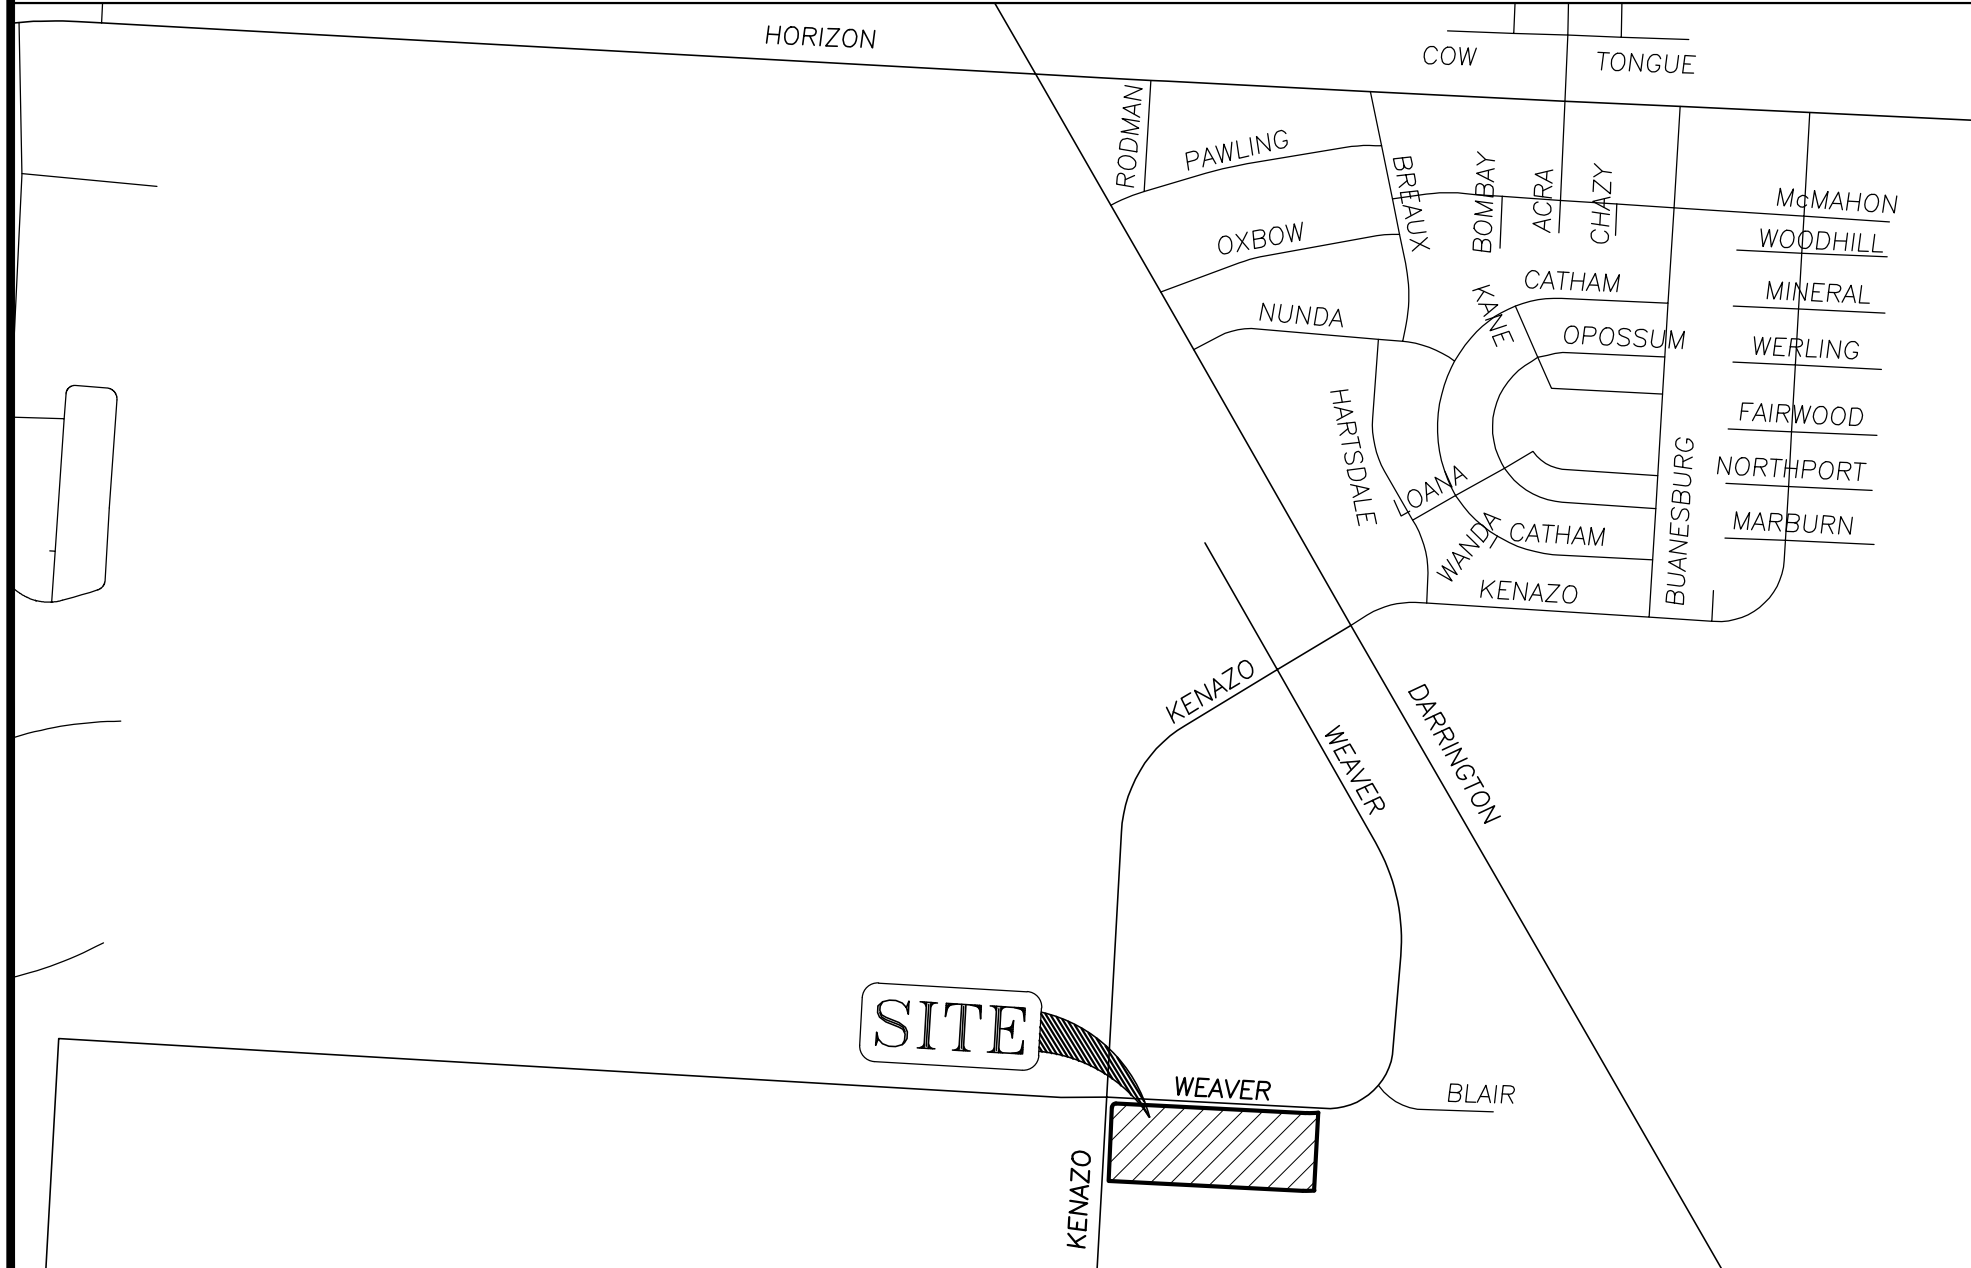 HORIZON
COW
TONGUE
RODMAN
PAWLING
BREAUX
BOMBAY
ACRA
CHAZY
McMAHON
OXBOW
WOODHILL
CATHAM
KANE
MINERAL
NUNDA
OPOSSUM
WERLING
HARTSDALE
FAIRWOOD
LOANA
BUANESBURG
NORTHPORT
WANDA
CATHAM
MARBURN
KENAZO
KENAZO
WEAVER
DARRINGTON
SITE
WEAVER
BLAIR
KENAZO